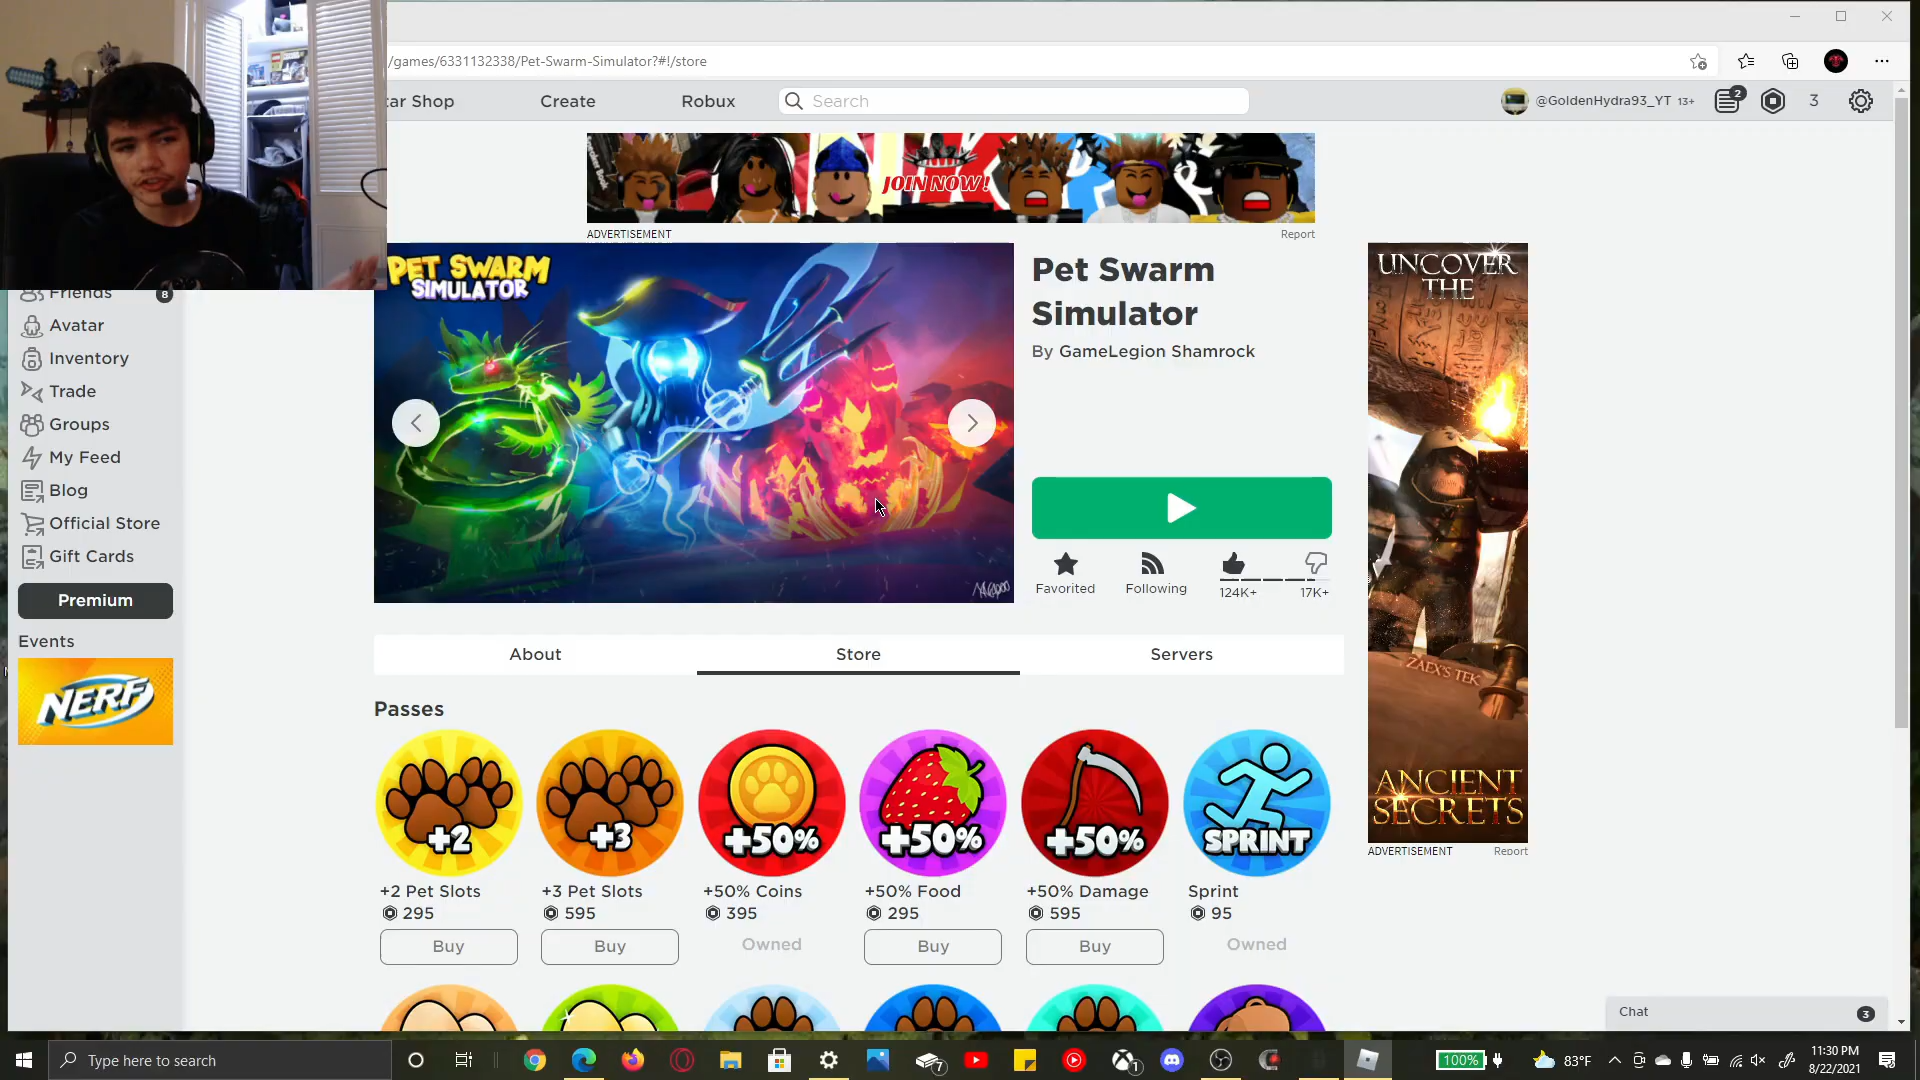 /games/6331132338/Pet-Swarm-Simulator?#!/store
tar Shop
Create
Robux
Search
@GoldenHydra93_YT 13+
2
3
JOIN NOW!
ADVERTISEMENT
Report
Friends
8
Avatar
Inventory
Trade
Groups
My Feed
Blog
Official Store
Gift Cards
Premium
Events
NERF
PET SWARM
SIMULATOR
Pet Swarm
Simulator
By GameLegion Shamrock
Favorited
Following
124K+
17K+
UNCOVER
THE
ZAEX'S TEK
ANCIENT
SECRETS
ADVERTISEMENT
Report
About
Store
Servers
Passes
+2
+3
+50%
+50%
+50%
SPRINT
+2 Pet Slots
+3 Pet Slots
+50% Coins
+50% Food
+50% Damage
Sprint
295
595
395
295
595
95
Buy
Buy
Owned
Buy
Buy
Owned
Chat
3
Type here to search
7
1
100%
83°F
11:30 PM
8/22/2021